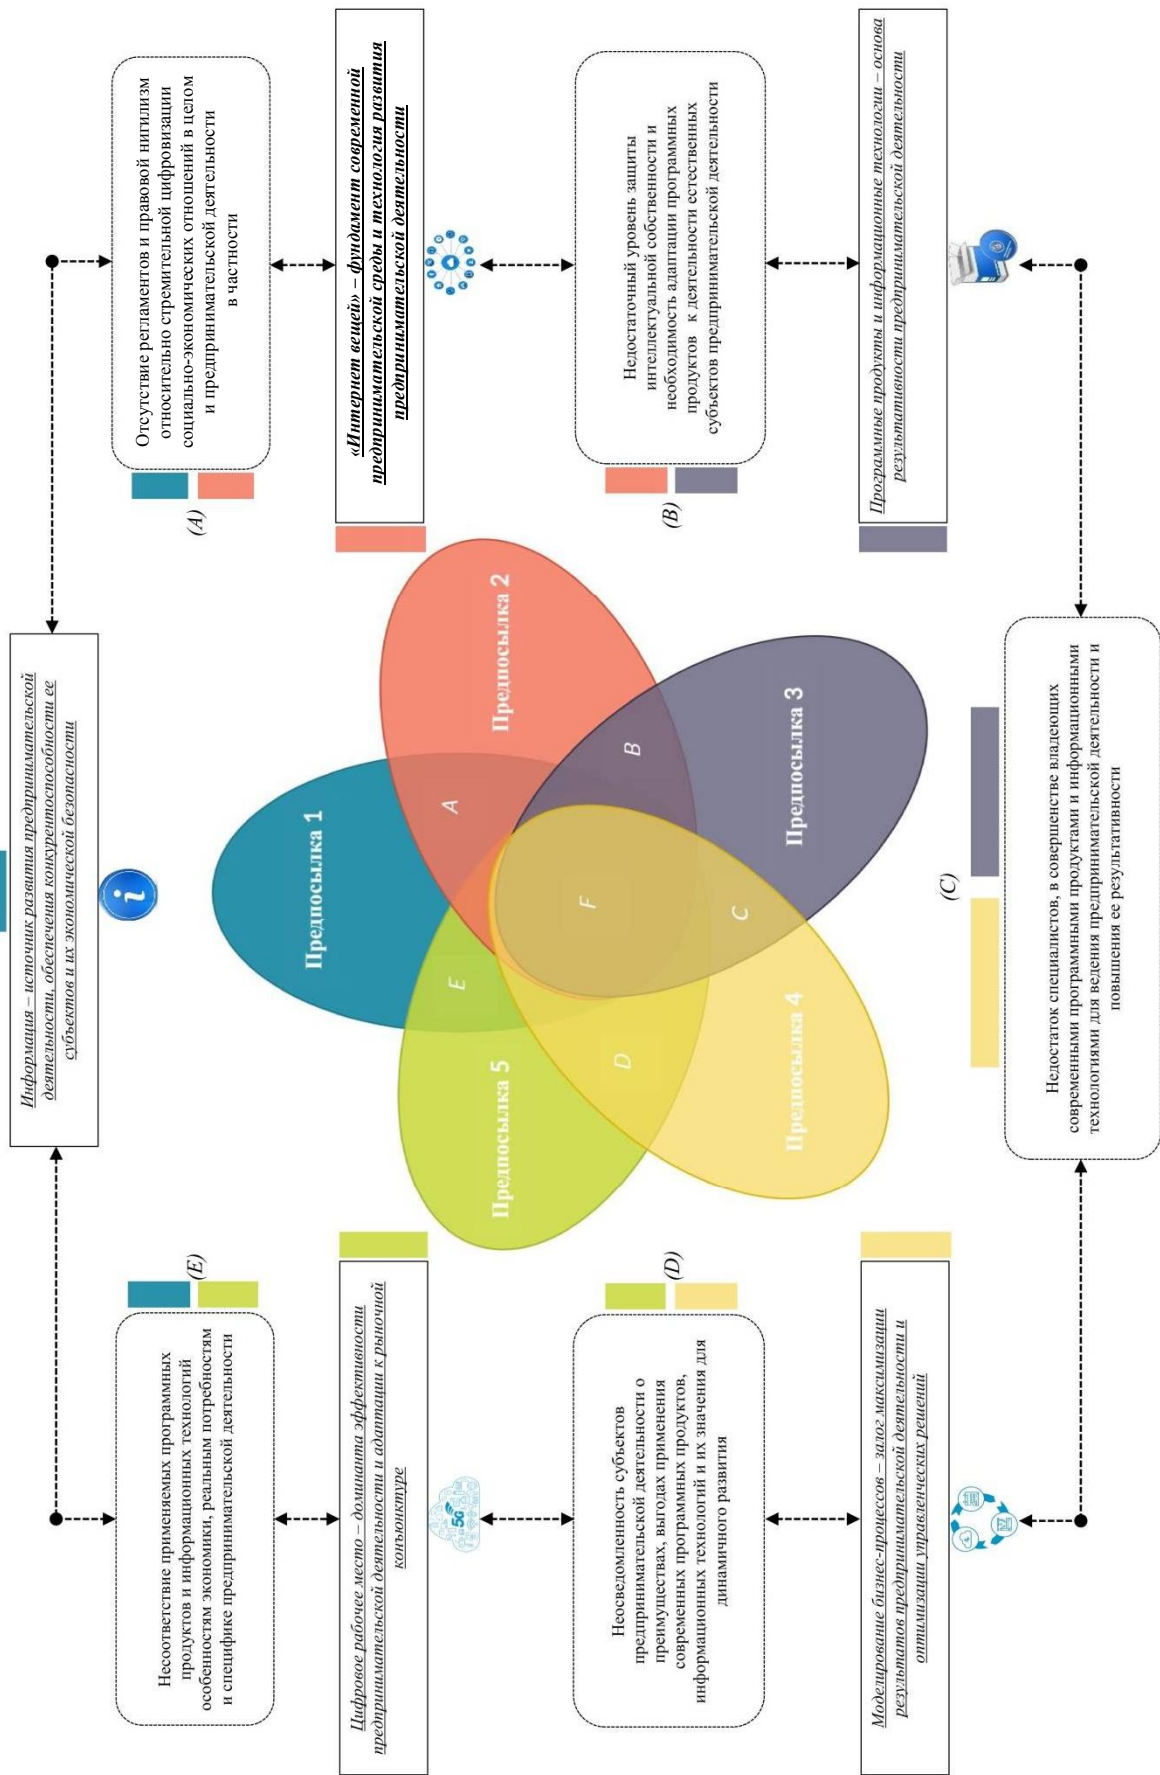 Информация – источник развития предпринимательской
деятельности, обеспечения конкурентоспособности ее
субъектов и их экономической безопасности
Несоответствие применяемых программных
продуктов и информационных технологий
особенностям экономики, реальным потребностям
и специфике предпринимательской деятельности
(E)
(A)
Отсутствие регламентов и правовой нигилизм
относительно стремительной цифровизации
социально-экономических отношений в целом
и предпринимательской деятельности
в частности
Цифровое рабочее место – доминанта эффективности
предпринимательской деятельности и адаптации к рыночной
конъюнктуре
5G
«Интернет вещей» – фундамент современной
предпринимательской среды и технология развития
предпринимательской деятельности
Предпосылка 1
Предпосылка 5
Предпосылка 2
E
A
F
D
B
C
Предпосылка 4
Предпосылка 3
Неосведомленность субъектов
предпринимательской деятельности о
преимуществах, выгодах применения
современных программных продуктов,
информационных технологий и их значения для
динамичного развития
(D)
(B)
Недостаточный уровень защиты
интеллектуальной собственности и
необходимость адаптации программных
продуктов к деятельности естественных
субъектов предпринимательской деятельности
Моделирование бизнес-процессов – залог максимизации
результатов предпринимательской деятельности и
оптимизации управленческих решений
Программные продукты и информационные технологии – основа
результативности предпринимательской деятельности
(C)
Недостаток специалистов, в совершенстве владеющих
современными программными продуктами и информационными
технологиями для ведения предпринимательской деятельности и
повышения ее результативности